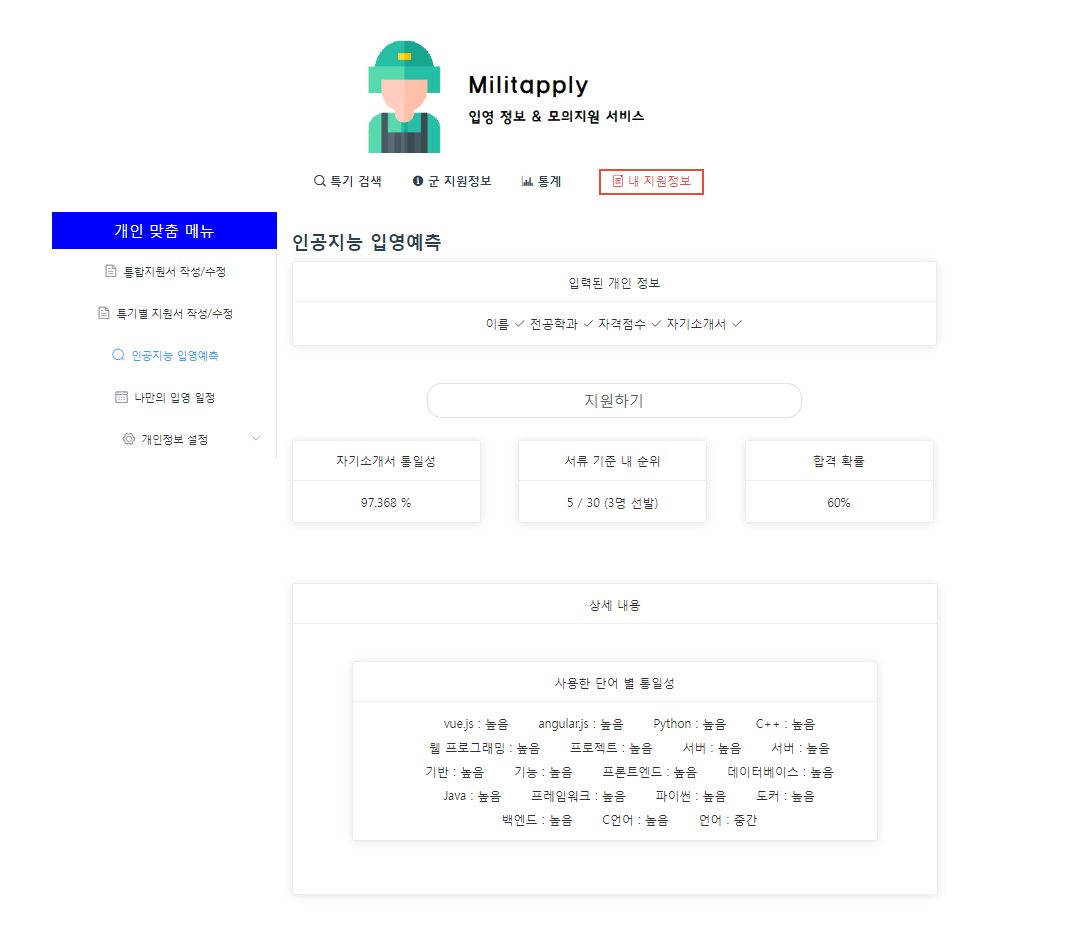 Militapply
입영 정보 & 모의지원 서비스
특기 검색 군 지원정보 통계 내 지원정보
개인 맞춤 메뉴
통합지원서 작성/수정
특기별 지원서 작성/수정
인공지능 입영예측
나만의 입영 일정
개인정보 설정
인공지능 입영예측
입력된 개인 정보
이름 ✓ 전공학과 ✓ 자격점수 ✓ 자기소개서 ✓
지원하기
자기소개서 통일성
97.368 %
서류 기준 내 순위
5 / 30 (3명 선발)
합격 확률
60%
상세 내용
사용한 단어 별 통일성
vue.js : 높음 angular.js : 높음 Python : 높음 C++ : 높음
웹 프로그래밍 : 높음 프로젝트 : 높음 서버 : 높음 서버 : 높음
기반 : 높음 기능 : 높음 프론트엔드 : 높음 데이터베이스 : 높음
Java : 높음 프레임워크 : 높음 파이썬 : 높음 도커 : 높음
백엔드 : 높음 C언어 : 높음 언어 : 중간